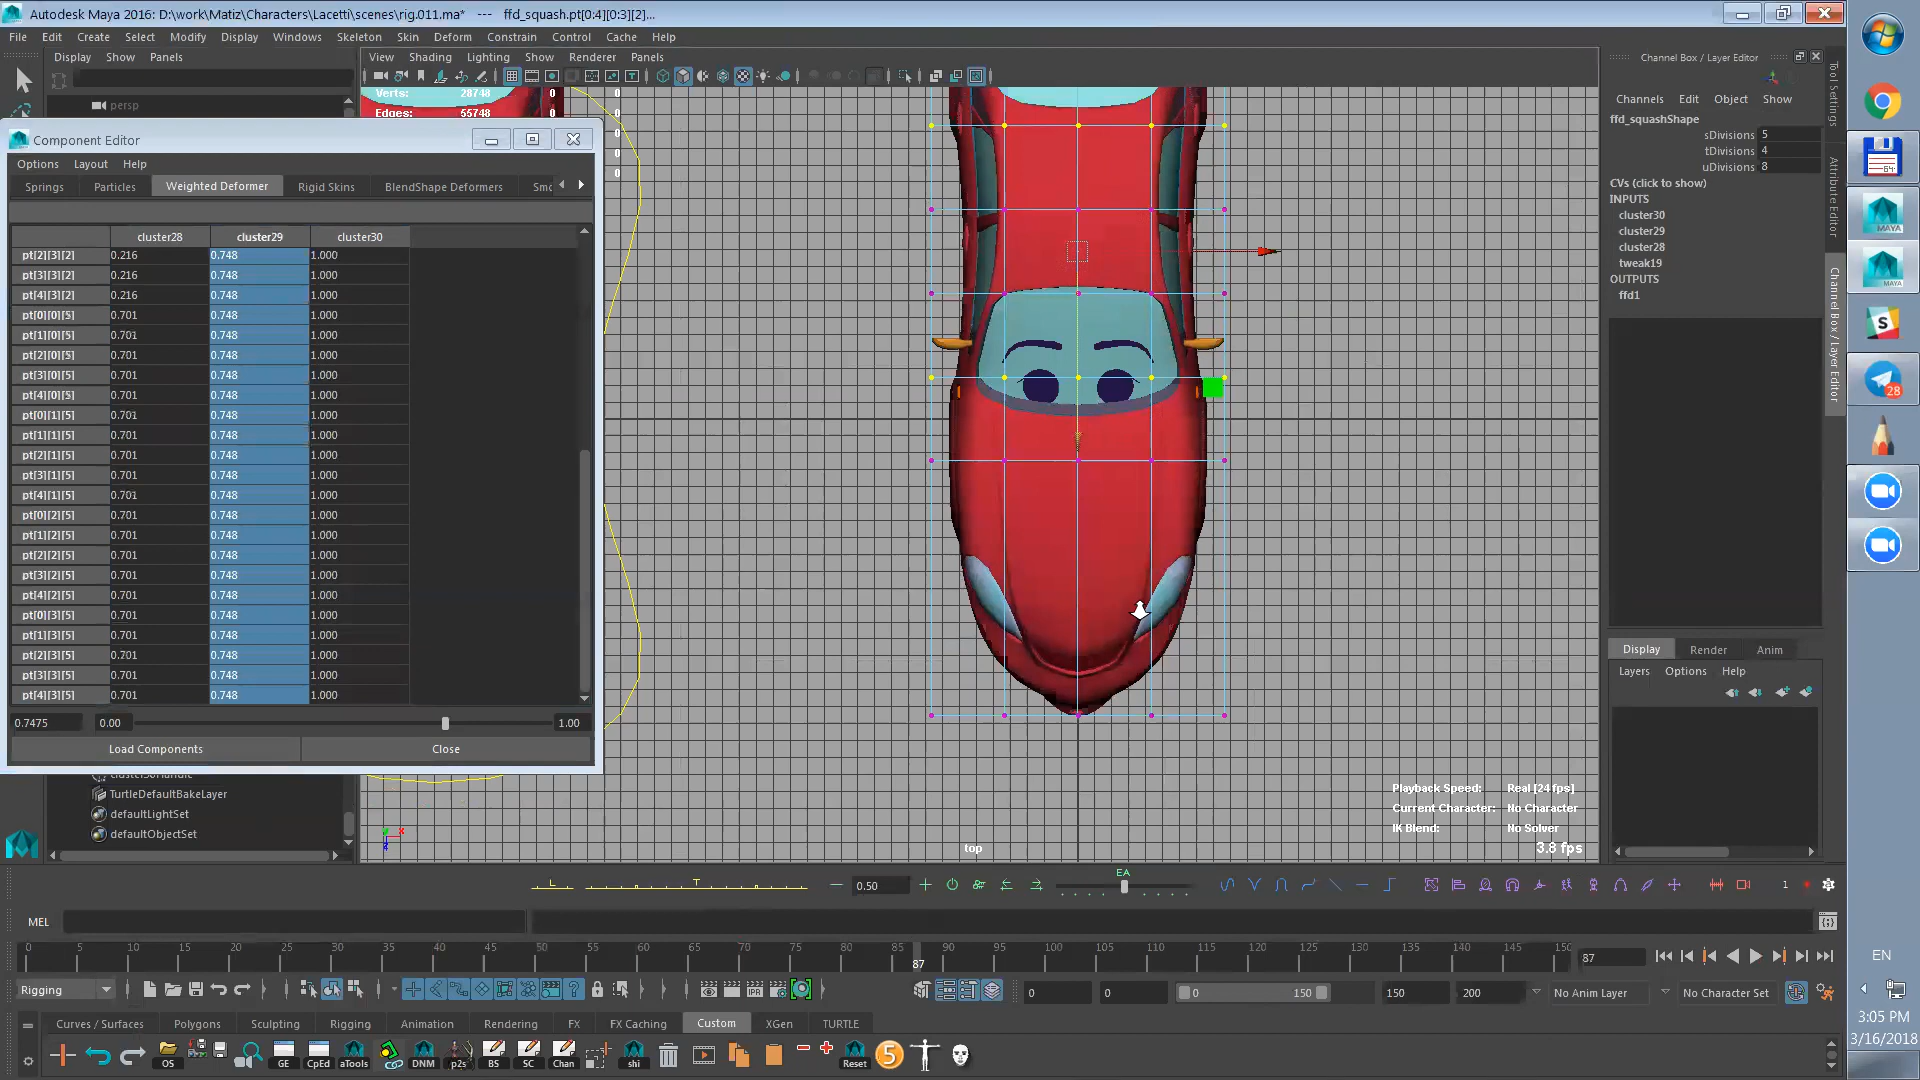 Autodesk Maya 2016: D:\work\Matiz\Characters\Lacetti\scenes\rig.011.ma* --- ffd_squash.pt[0:4][0:3][2]...
File Edit Create Select Modify Display Windows Skeleton Skin Deform Constrain Control Cache Help
Display Show Panels
View Shading Lighting Show Renderer Panels
Channel Box / Layer Editor
persp
Verts: 28748 0 0
Edges: 55748 0 0
0
0
0
Channels Edit Object Show
ffd_squashShape
sDivisions 5
tDivisions 4
uDivisions 8
CVs (click to show)
INPUTS
cluster30
cluster29
cluster28
tweak19
OUTPUTS
ffd1
Tool Settings
Attribute Editor
Channel Box / Layer Editor
Component Editor
Options Layout Help
Springs Particles Weighted Deformer Rigid Skins BlendShape Deformers Smo
cluster28 cluster29 cluster30
pt[2][3][2] 0.216 0.748 1.000
pt[3][3][2] 0.216 0.748 1.000
pt[4][3][2] 0.216 0.748 1.000
pt[0][0][5] 0.701 0.748 1.000
pt[1][0][5] 0.701 0.748 1.000
pt[2][0][5] 0.701 0.748 1.000
pt[3][0][5] 0.701 0.748 1.000
pt[4][0][5] 0.701 0.748 1.000
pt[0][1][5] 0.701 0.748 1.000
pt[1][1][5] 0.701 0.748 1.000
pt[2][1][5] 0.701 0.748 1.000
pt[3][1][5] 0.701 0.748 1.000
pt[4][1][5] 0.701 0.748 1.000
pt[0][2][5] 0.701 0.748 1.000
pt[1][2][5] 0.701 0.748 1.000
pt[2][2][5] 0.701 0.748 1.000
pt[3][2][5] 0.701 0.748 1.000
pt[4][2][5] 0.701 0.748 1.000
pt[0][3][5] 0.701 0.748 1.000
pt[1][3][5] 0.701 0.748 1.000
pt[2][3][5] 0.701 0.748 1.000
pt[3][3][5] 0.701 0.748 1.000
pt[4][3][5] 0.701 0.748 1.000
0.7475 0.00 1.00
Load Components Close
TurtleDefaultBakeLayer
defaultLightSet
defaultObjectSet
Display Render Anim
Layers Options Help
Playback Speed: Real [24 fps]
Current Character: No Character
IK Blend: No Solver
top 3.8 fps
L T 0.50 EA 1
MEL
0 5 10 15 20 25 30 35 40 45 50 55 60 65 70 75 80 85 90 95 100 105 110 115 120 125 130 135 140 145 150
87 87
Rigging IPR 0 0 0 150 150 200 No Anim Layer No Character Set
Curves / Surfaces Polygons Sculpting Rigging Animation Rendering FX FX Caching Custom XGen TURTLE
OS GE CpEd aTools DNM p2s BS SC Chan shi Reset 5
64
MAYA
MAYA
S
28
EN
3:05 PM
3/16/2018